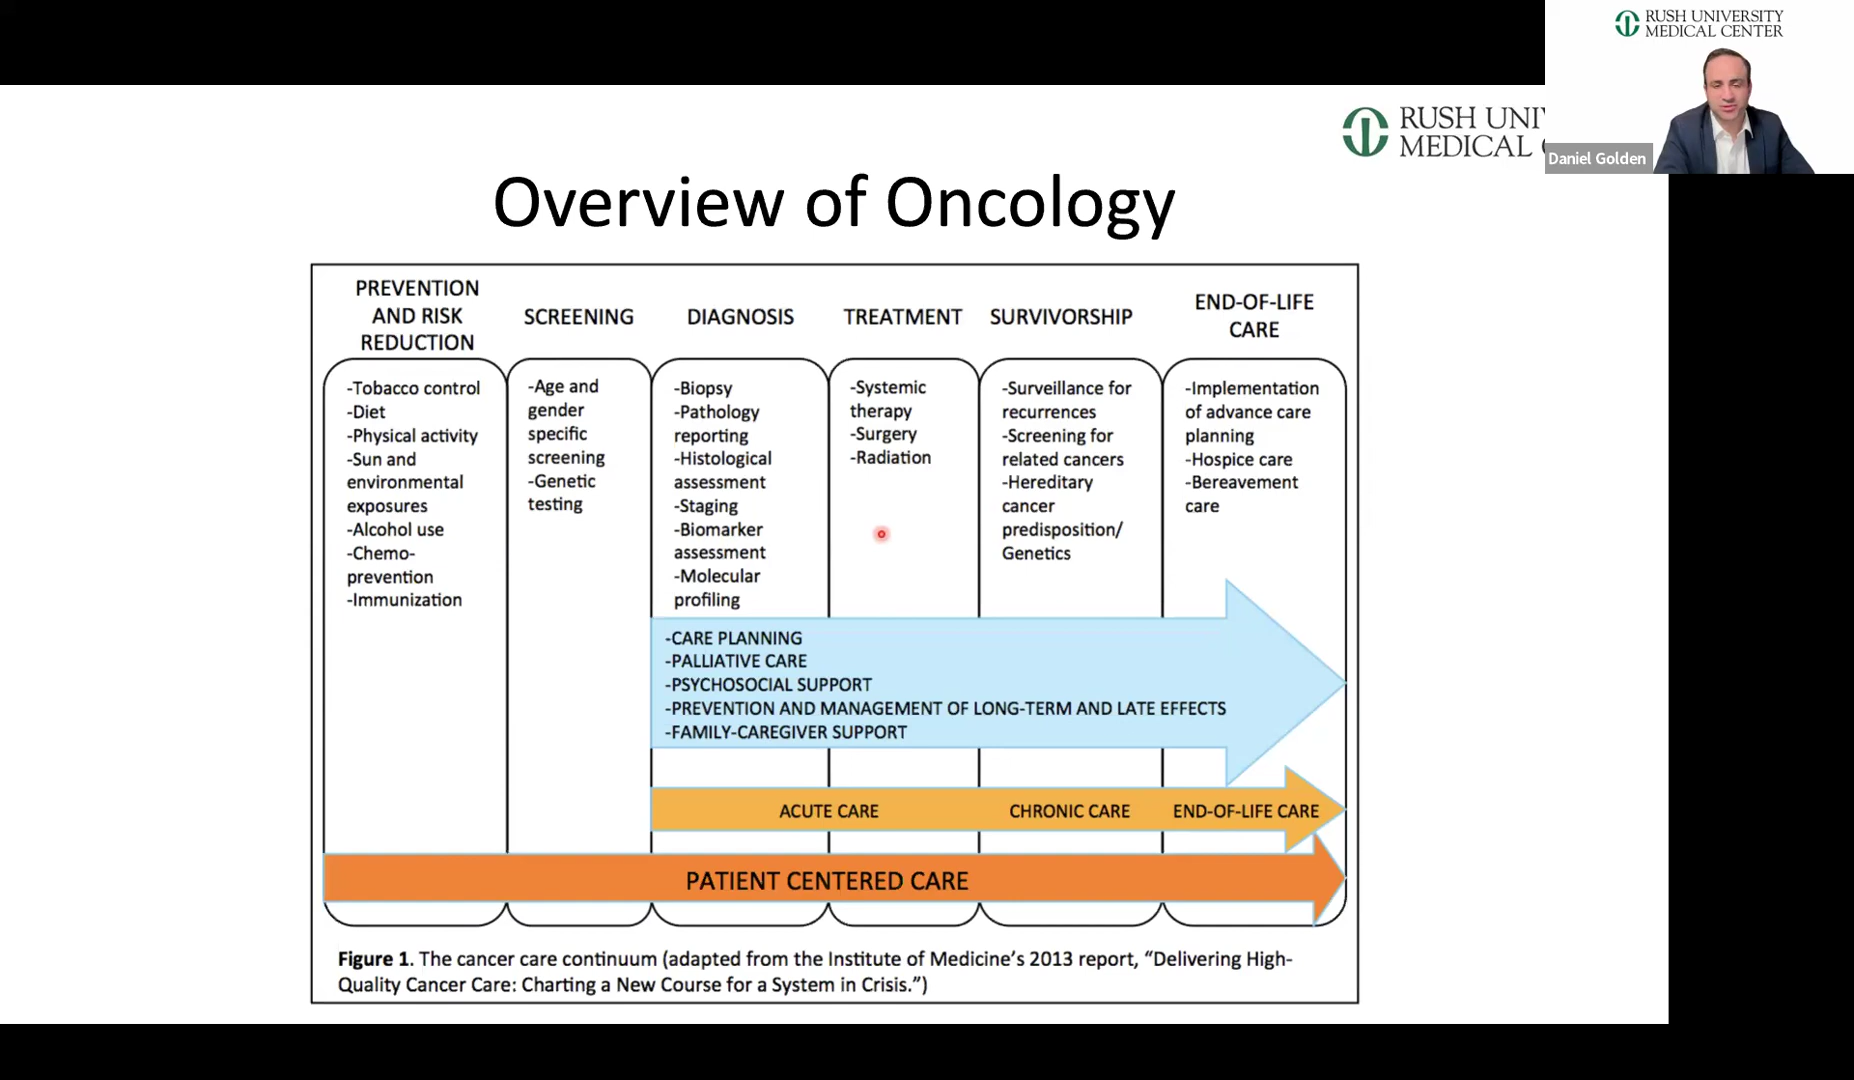 RUSH UNIVERSITY
MEDICAL CENTER
Daniel Golden
RUSH UNI
MEDICAL
Overview of Oncology
PREVENTION
AND RISK
REDUCTION
SCREENING
DIAGNOSIS
TREATMENT
SURVIVORSHIP
END-OF-LIFE
CARE
-Tobacco control
-Diet
-Physical activity
-Sun and
environmental
exposures
-Alcohol use
-Chemo-
prevention
-Immunization
-Age and
gender
specific
screening
-Genetic
testing
-Biopsy
-Pathology
reporting
-Histological
assessment
-Staging
-Biomarker
assessment
-Molecular
profiling
-Systemic
therapy
-Surgery
-Radiation
-Surveillance for
recurrences
-Screening for
related cancers
-Hereditary
cancer
predisposition/
Genetics
-Implementation
of advance care
planning
-Hospice care
-Bereavement
care
-CARE PLANNING
-PALLIATIVE CARE
-PSYCHOSOCIAL SUPPORT
-PREVENTION AND MANAGEMENT OF LONG-TERM AND LATE EFFECTS
-FAMILY-CAREGIVER SUPPORT
ACUTE CARE
CHRONIC CARE
END-OF-LIFE CARE
PATIENT CENTERED CARE
Figure 1. The cancer care continuum (adapted from the Institute of Medicine’s 2013 report, “Delivering High-
Quality Cancer Care: Charting a New Course for a System in Crisis.”)